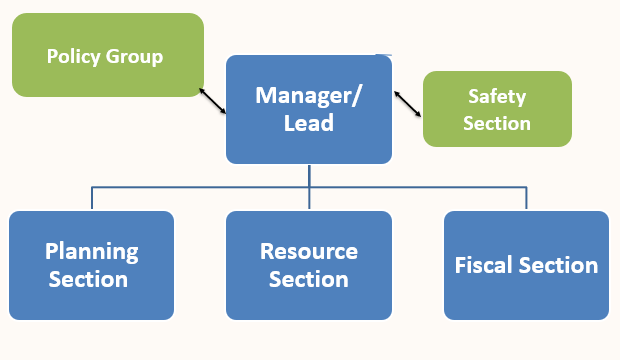 Policy Group
Manager/
Lead
Safety
Section
Planning
Section
Resource
Section
Fiscal Section